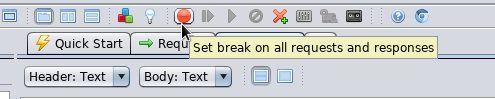 Quick Start
Requ
Set break on all requests and responses
Header: Text
Body: Text